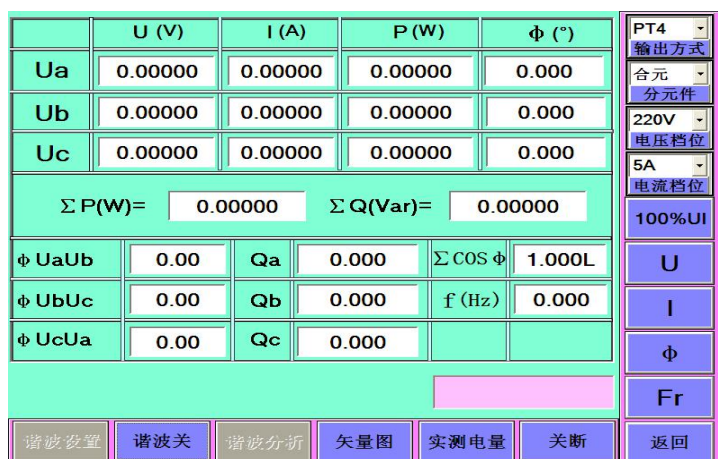 U (V) I (A) P (W) Φ (°)
Ua 0.00000 0.00000 0.00000 0.000
Ub 0.00000 0.00000 0.00000 0.000
Uc 0.00000 0.00000 0.00000 0.000
ΣP(W)= 0.00000 ΣQ(Var)= 0.00000
ΦUaUb 0.00 Qa 0.000 ΣCOSΦ 1.000L
ΦUbUc 0.00 Qb 0.000 f(Hz) 0.000
ΦUcUa 0.00 Qc 0.000
谐波设置 谐波关 谐波分析 矢量图 实测电量 关断
PT4
输出方式
合元
分元件
220V
电压档位
5A
电流档位
100%UI
U
I
Φ
Fr
返回